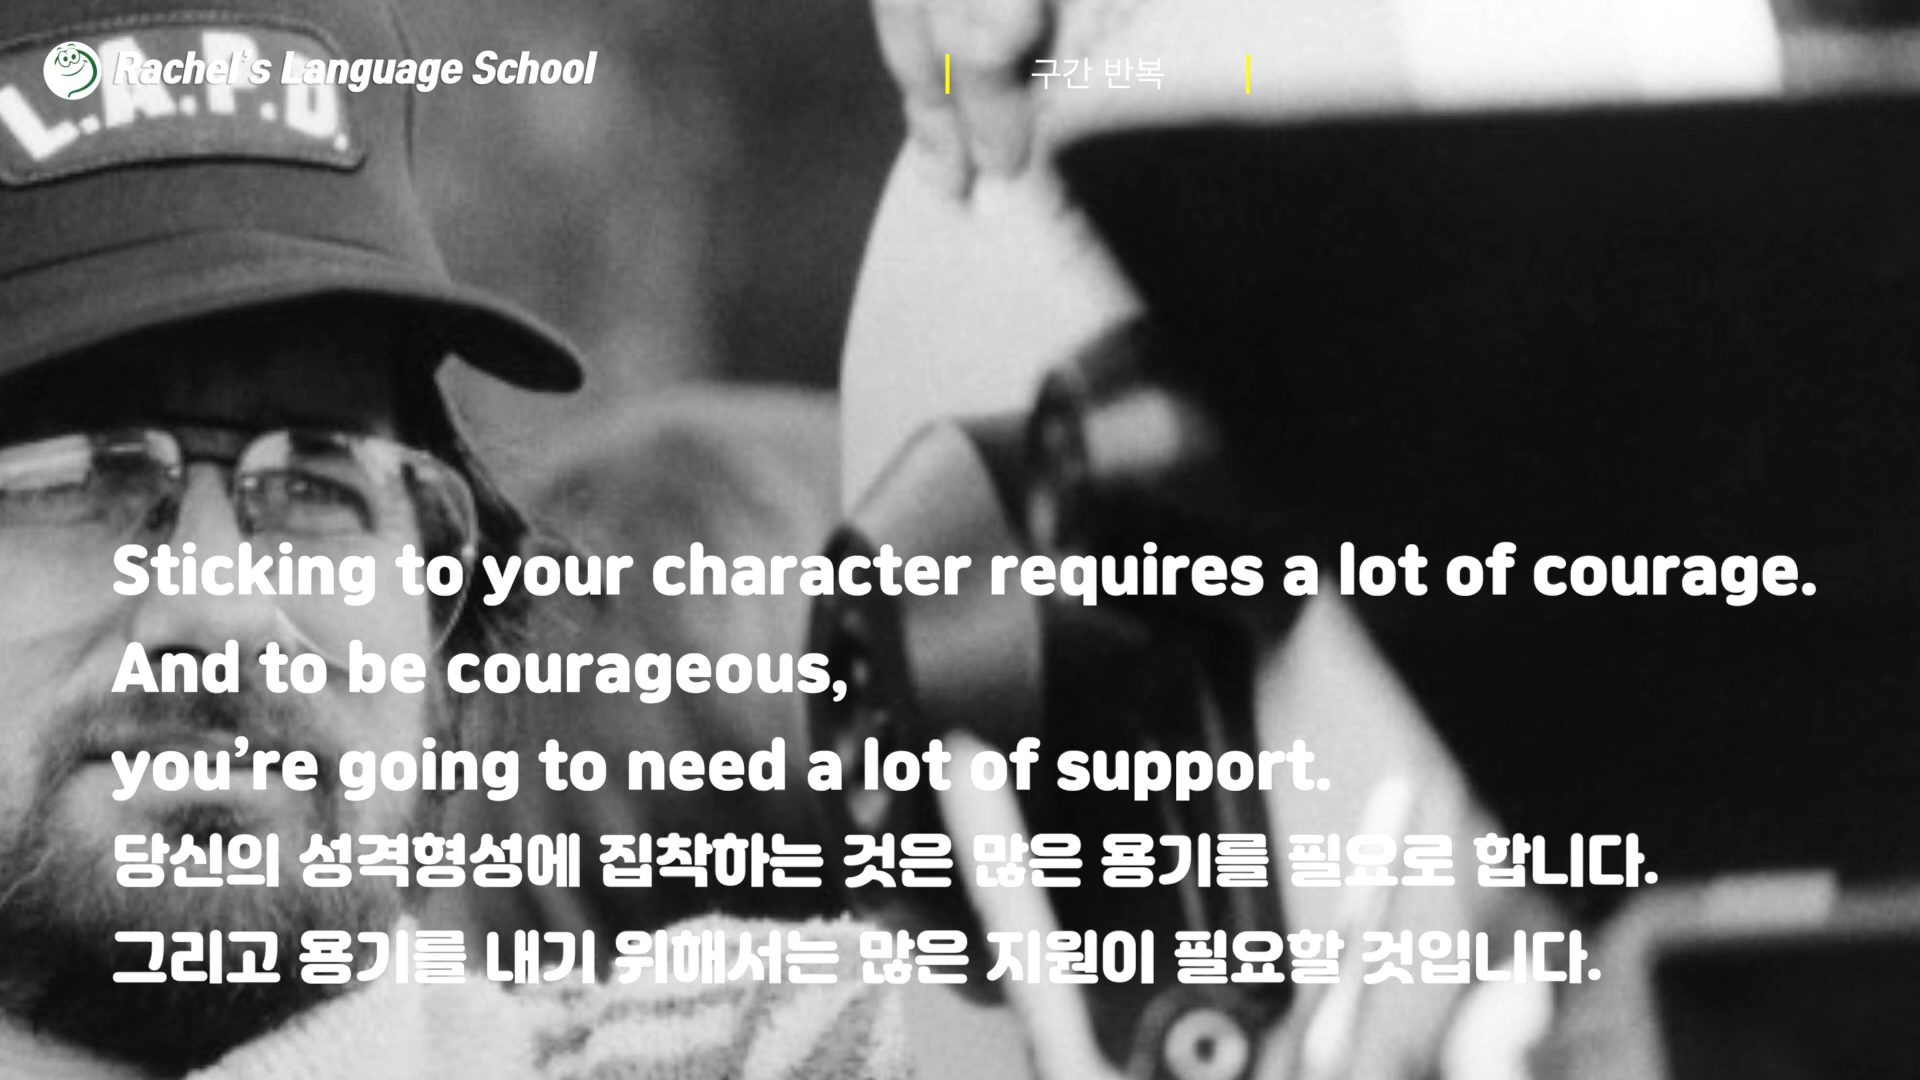 L.A.P.D.
Rachel's Language School
구간 반복
Sticking to your character requires a lot of courage.
And to be courageous,
you’re going to need a lot of support.
당신의 성격형성에 집착하는 것은 많은 용기를 필요로 합니다.
그리고 용기를 내기 위해서는 많은 지원이 필요할 것입니다.